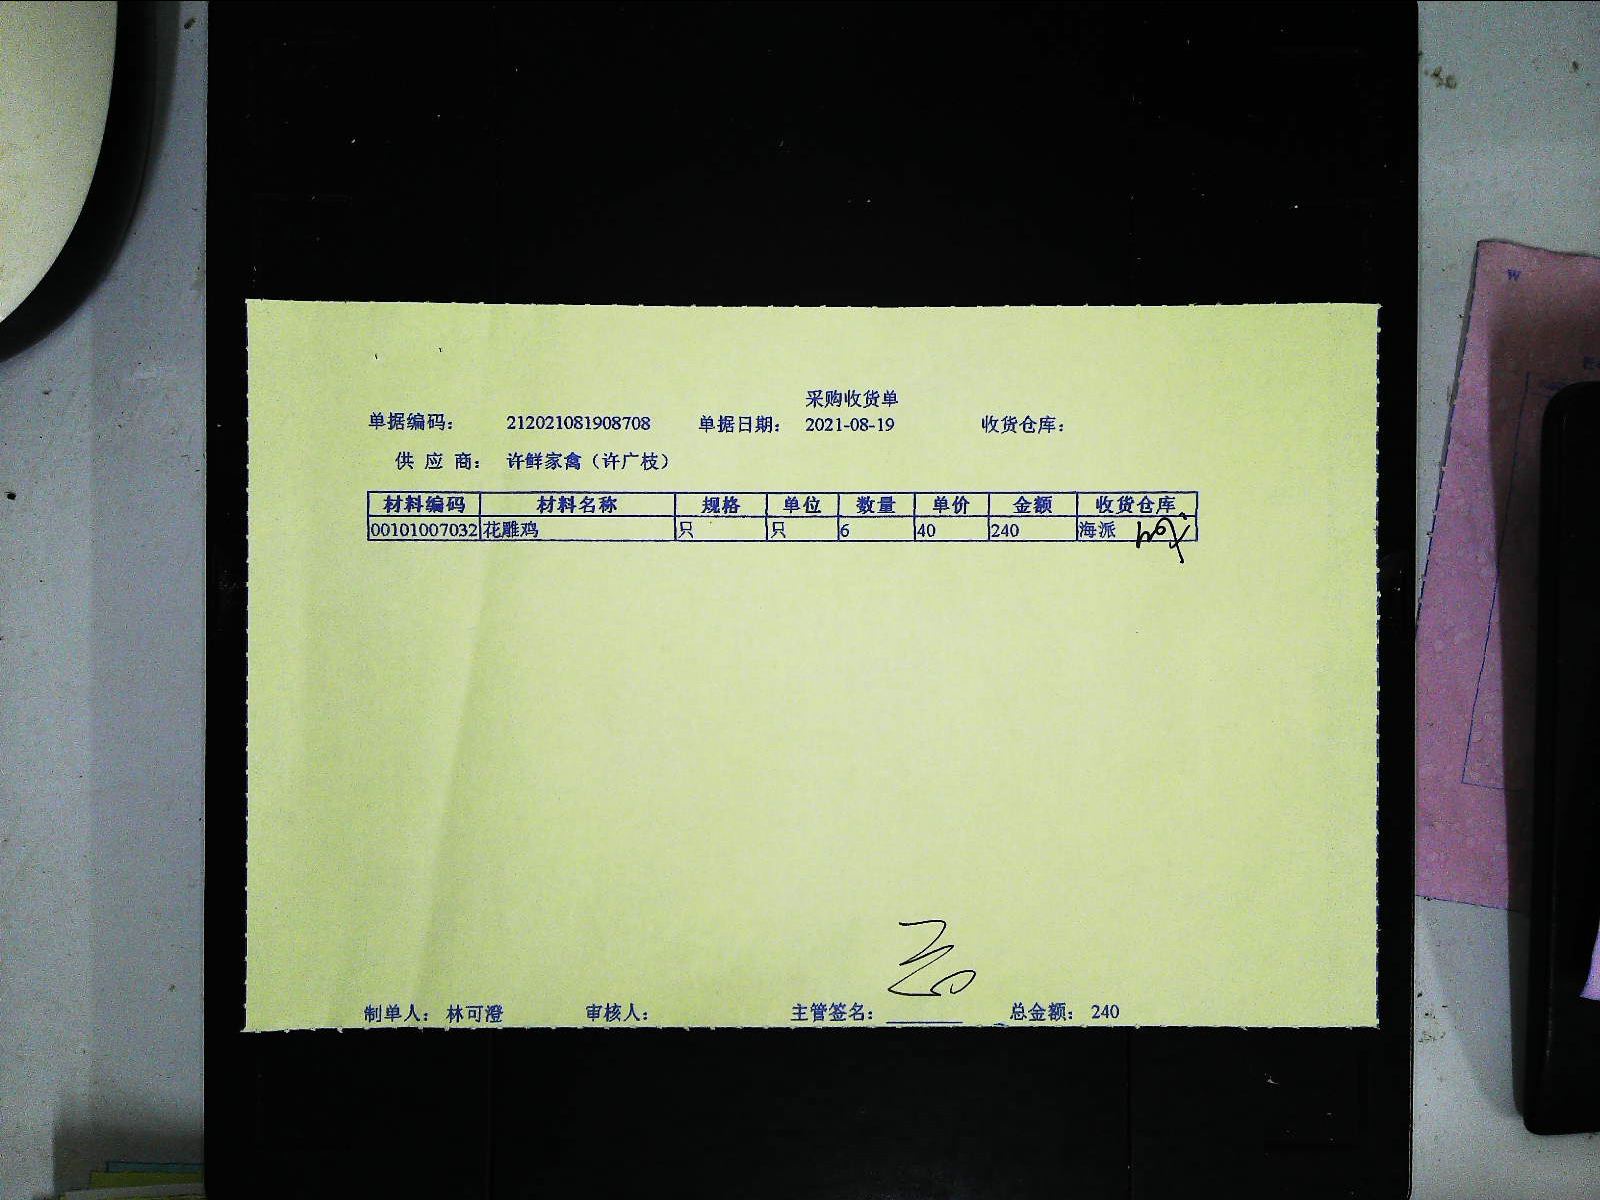 采购收货单
单据编码： 212021081908708 单据日期： 2021-08-19 收货仓库：
供 应 商： 许鲜家禽（许广枝）
材料编码 材料名称 规格 单位 数量 单价 金额 收货仓库
00101007032 花雕鸡 只 只 6 40 240 海派
制单人： 林可澄 审核人： 主管签名： 总金额： 240